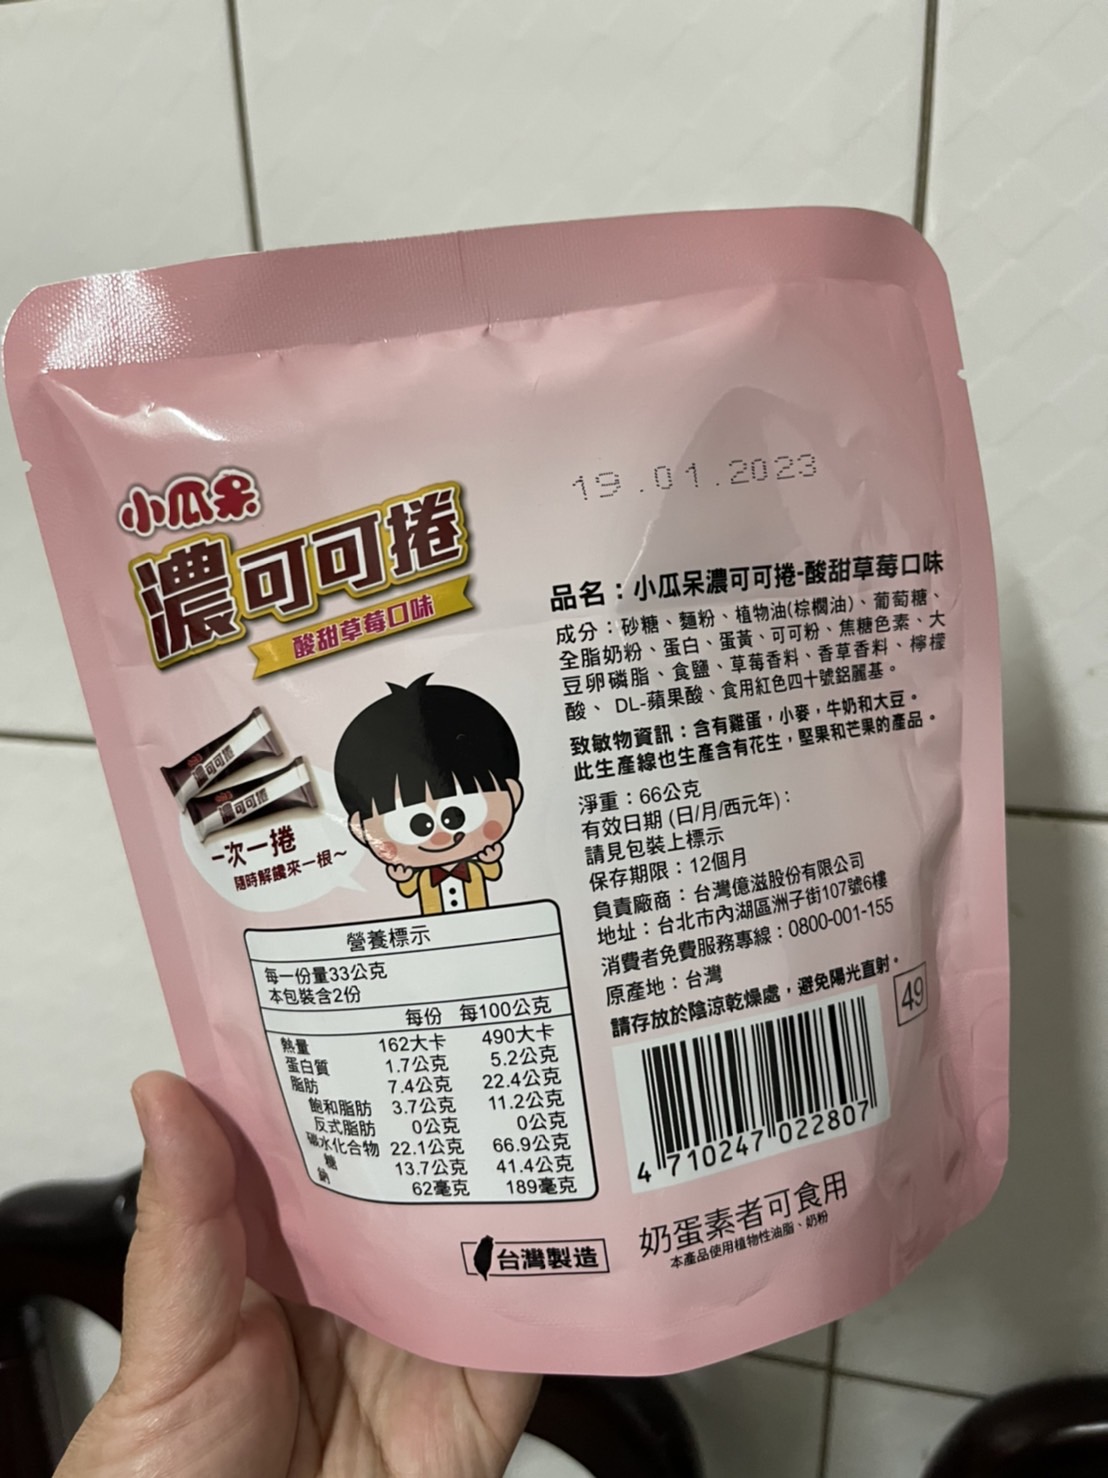 小瓜呆
濃可可捲
酸甜草莓口味
濃可可捲
濃可可捲
一次一捲
隨時解饞來一根~
19.01.2023
品名：小瓜呆濃可可捲-酸甜草莓口味
成分：砂糖、麵粉、植物油(棕櫚油)、葡萄糖、
全脂奶粉、蛋白、蛋黃、可可粉、焦糖色素、大
豆卵磷脂、食鹽、草莓香料、香草香料、檸檬
酸、DL-蘋果酸、食用紅色四十號鋁麗基。
致敏物資訊：含有雞蛋，小麥，牛奶和大豆。
此生產線也生產含有花生，堅果和芒果的產品。
淨重：66公克
有效日期 (日/月/西元年)：
請見包裝上標示
保存期限：12個月
負責廠商：台灣億滋股份有限公司
地址：台北市內湖區洲子街107號6樓
消費者免費服務專線：0800-001-155
原產地：台灣
請存放於陰涼乾燥處，避免陽光直射。
49
4 710247 022807
奶蛋素者可食用
本產品使用植物性油脂、奶粉
營養標示
每一份量33公克
本包裝含2份
每份 每100公克
熱量 162大卡 490大卡
蛋白質 1.7公克 5.2公克
脂肪 7.4公克 22.4公克
飽和脂肪 3.7公克 11.2公克
反式脂肪 0公克 0公克
碳水化合物 22.1公克 66.9公克
糖 13.7公克 41.4公克
鈉 62毫克 189毫克
台灣製造